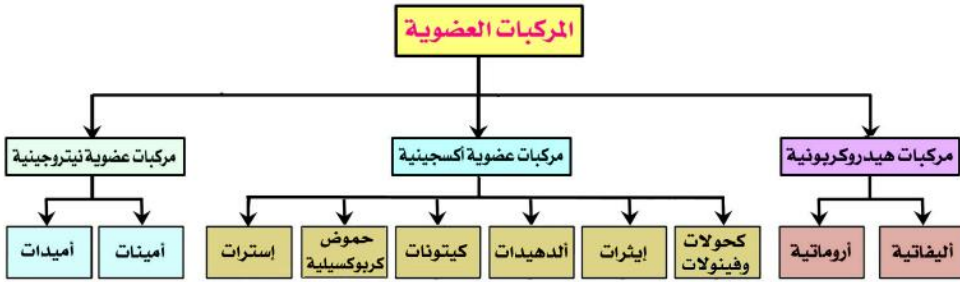 المركبات العضوية
مركبات هيدروكربونية
مركبات عضوية أكسجينية
مركبات عضوية نيتروجينية
أليفاتية
أروماتية
كحولات
وفينولات
إيثرات
ألدهيدات
كيتونات
حموض
كربوكسيلية
إسترات
أمينات
أميدات